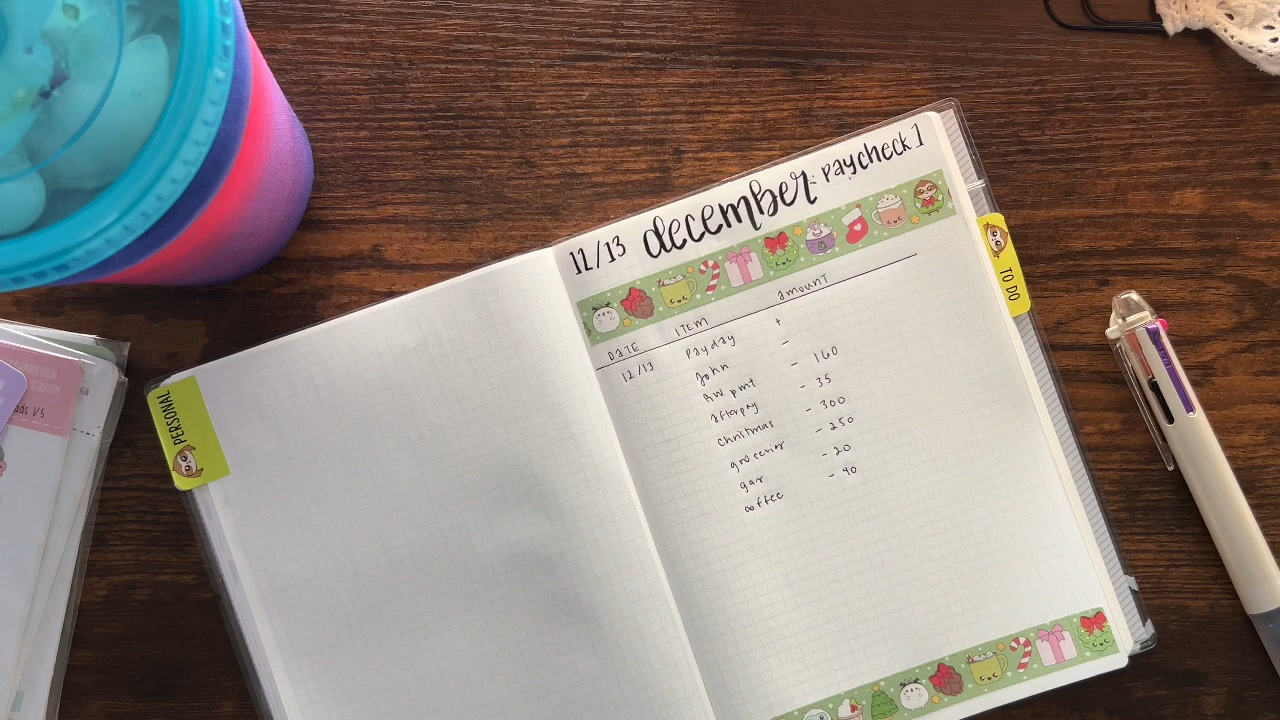 12/13 december: paycheck 1
DATE ITEM amount
12/13 Payday +
John -
RW pmt - 160
afterpay - 35
christmas - 300
groceries - 250
gas - 20
coffee - 40
PERSONAL
TO DO